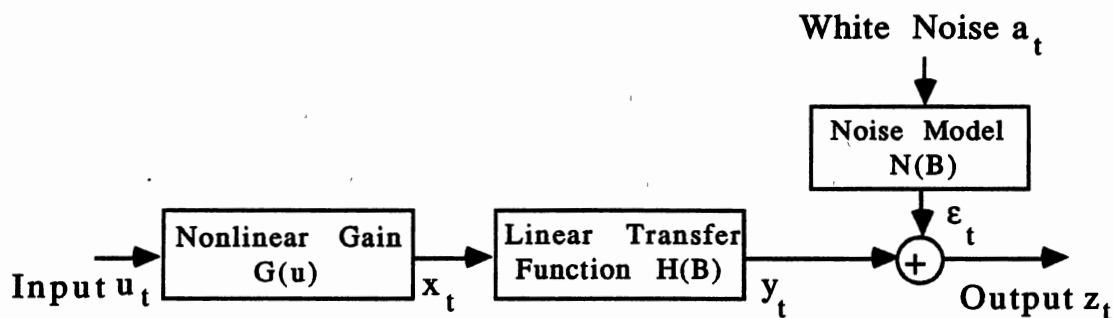 White Noise a_t
Noise Model
N(B)
ε_t
Nonlinear Gain
G(u)
Linear Transfer
Function H(B)
+
Input u_t
x_t
y_t
Output z_t